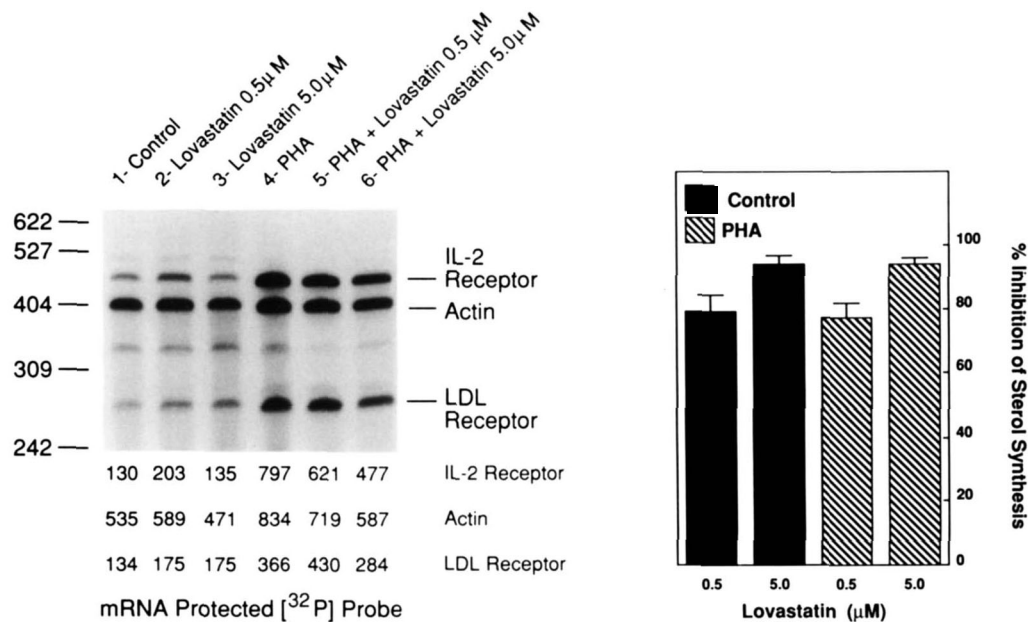 1- Control
2- Lovastatin 0.5μM
3- Lovastatin 5.0μM
4- PHA
5- PHA + Lovastatin 0.5 μM
6- PHA + Lovastatin 5.0μM
622
527
404
309
242
IL-2
Receptor
Actin
LDL
Receptor
130 203 135 797 621 477 IL-2 Receptor
535 589 471 834 719 587 Actin
134 175 175 366 430 284 LDL Receptor
mRNA Protected [32P] Probe
Control
PHA
100
80
60
40
20
0
% Inhibition of Sterol Synthesis
0.5 5.0 0.5 5.0
Lovastatin (μM)